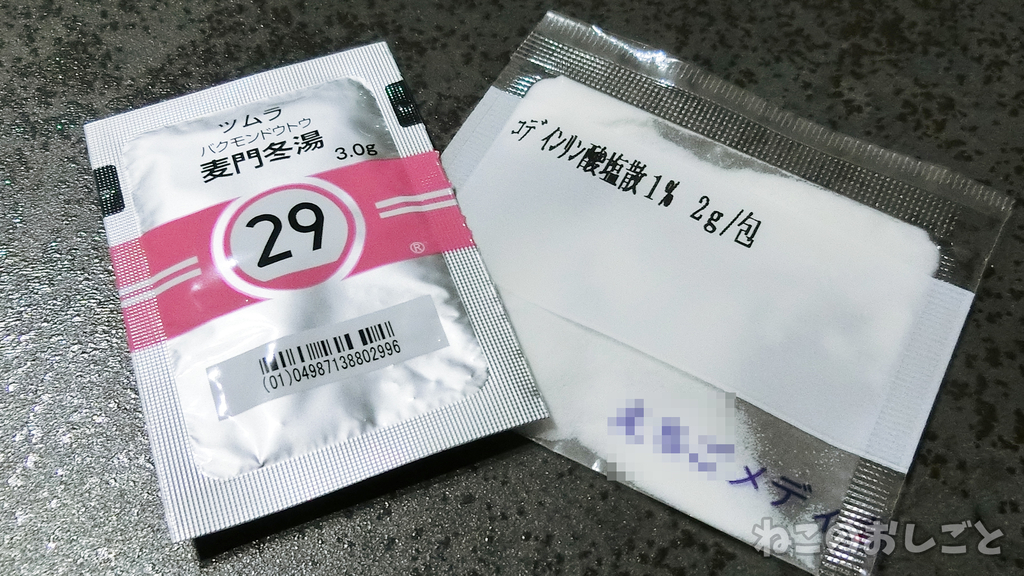 ツムラ
バクモンドウトウ
麦門冬湯 3.0g
29
®
(01)04987138802996
コデインリン酸塩散1% 2g/包
メディ
ねこのおしごと